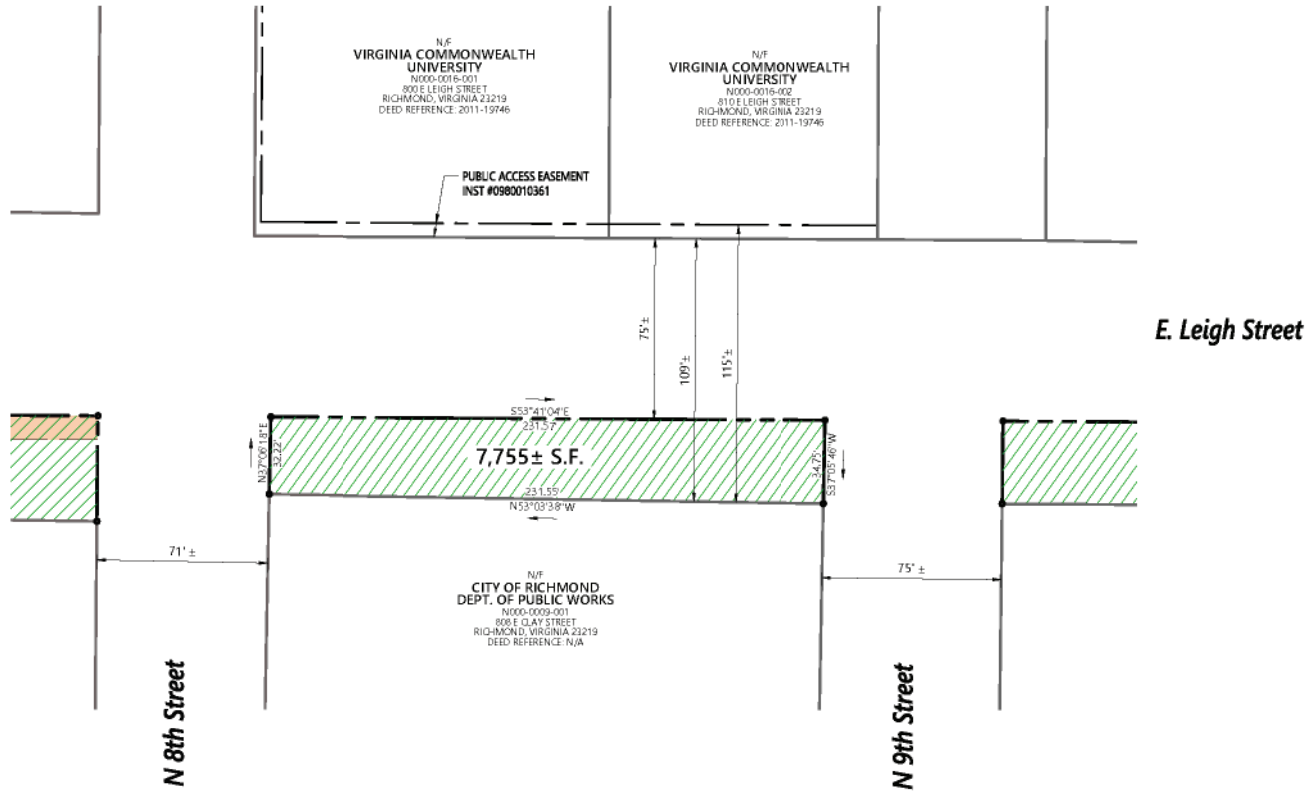 N/F
VIRGINIA COMMONWEALTH
UNIVERSITY
N000-0016-001
800 E LEIGH STREET
RICHMOND, VIRGINIA 23219
DEED REFERENCE: 2011-19746
N/F
VIRGINIA COMMONWEALTH
UNIVERSITY
N000-0016-002
810 E LEIGH STREET
RICHMOND, VIRGINIA 23219
DEED REFERENCE: 2011-19746
PUBLIC ACCESS EASEMENT
INST #0980010361
75'±
109'±
115'±
E. Leigh Street
S53°41'04"E
231.57'
N37°06'18"E
32.22'
7,755± S.F.
34.75'
S37°05'46"W
231.55'
N53°03'38"W
71' ±
75' ±
N/F
CITY OF RICHMOND
DEPT. OF PUBLIC WORKS
N000-0009-001
808 E CLAY STREET
RICHMOND, VIRGINIA 23219
DEED REFERENCE: N/A
N 8th Street
N 9th Street